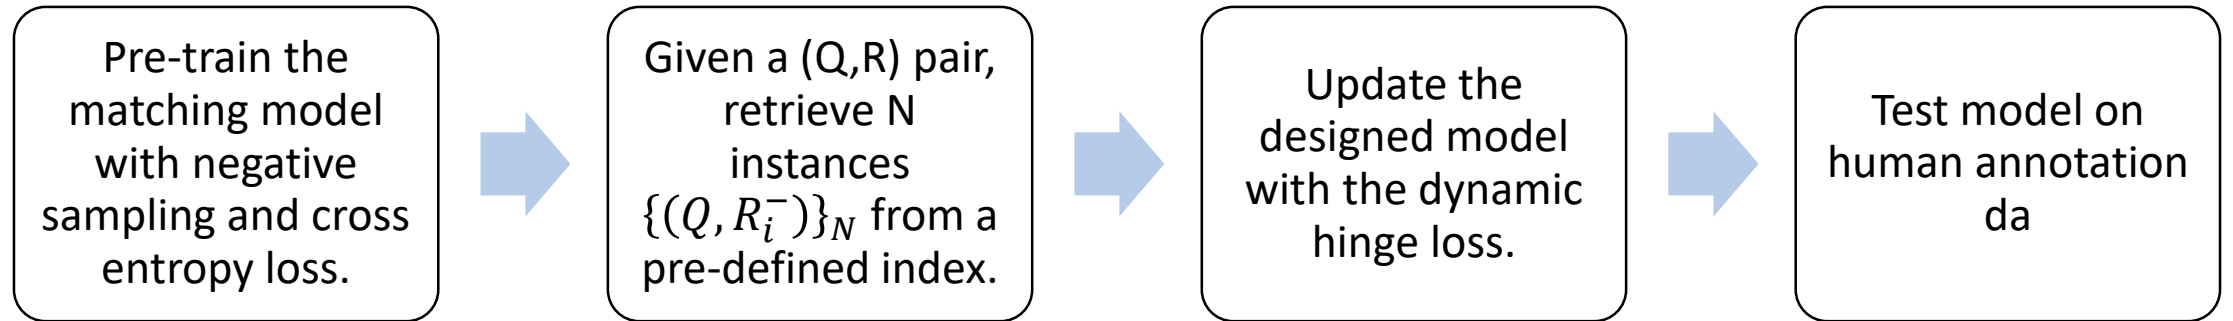 Pre-train the
matching model
with negative
sampling and cross
entropy loss.
Given a (Q,R) pair,
retrieve N
instances
{(Q, R_i^-)}_N from a
pre-defined index.
Update the
designed model
with the dynamic
hinge loss.
Test model on
human annotation
da